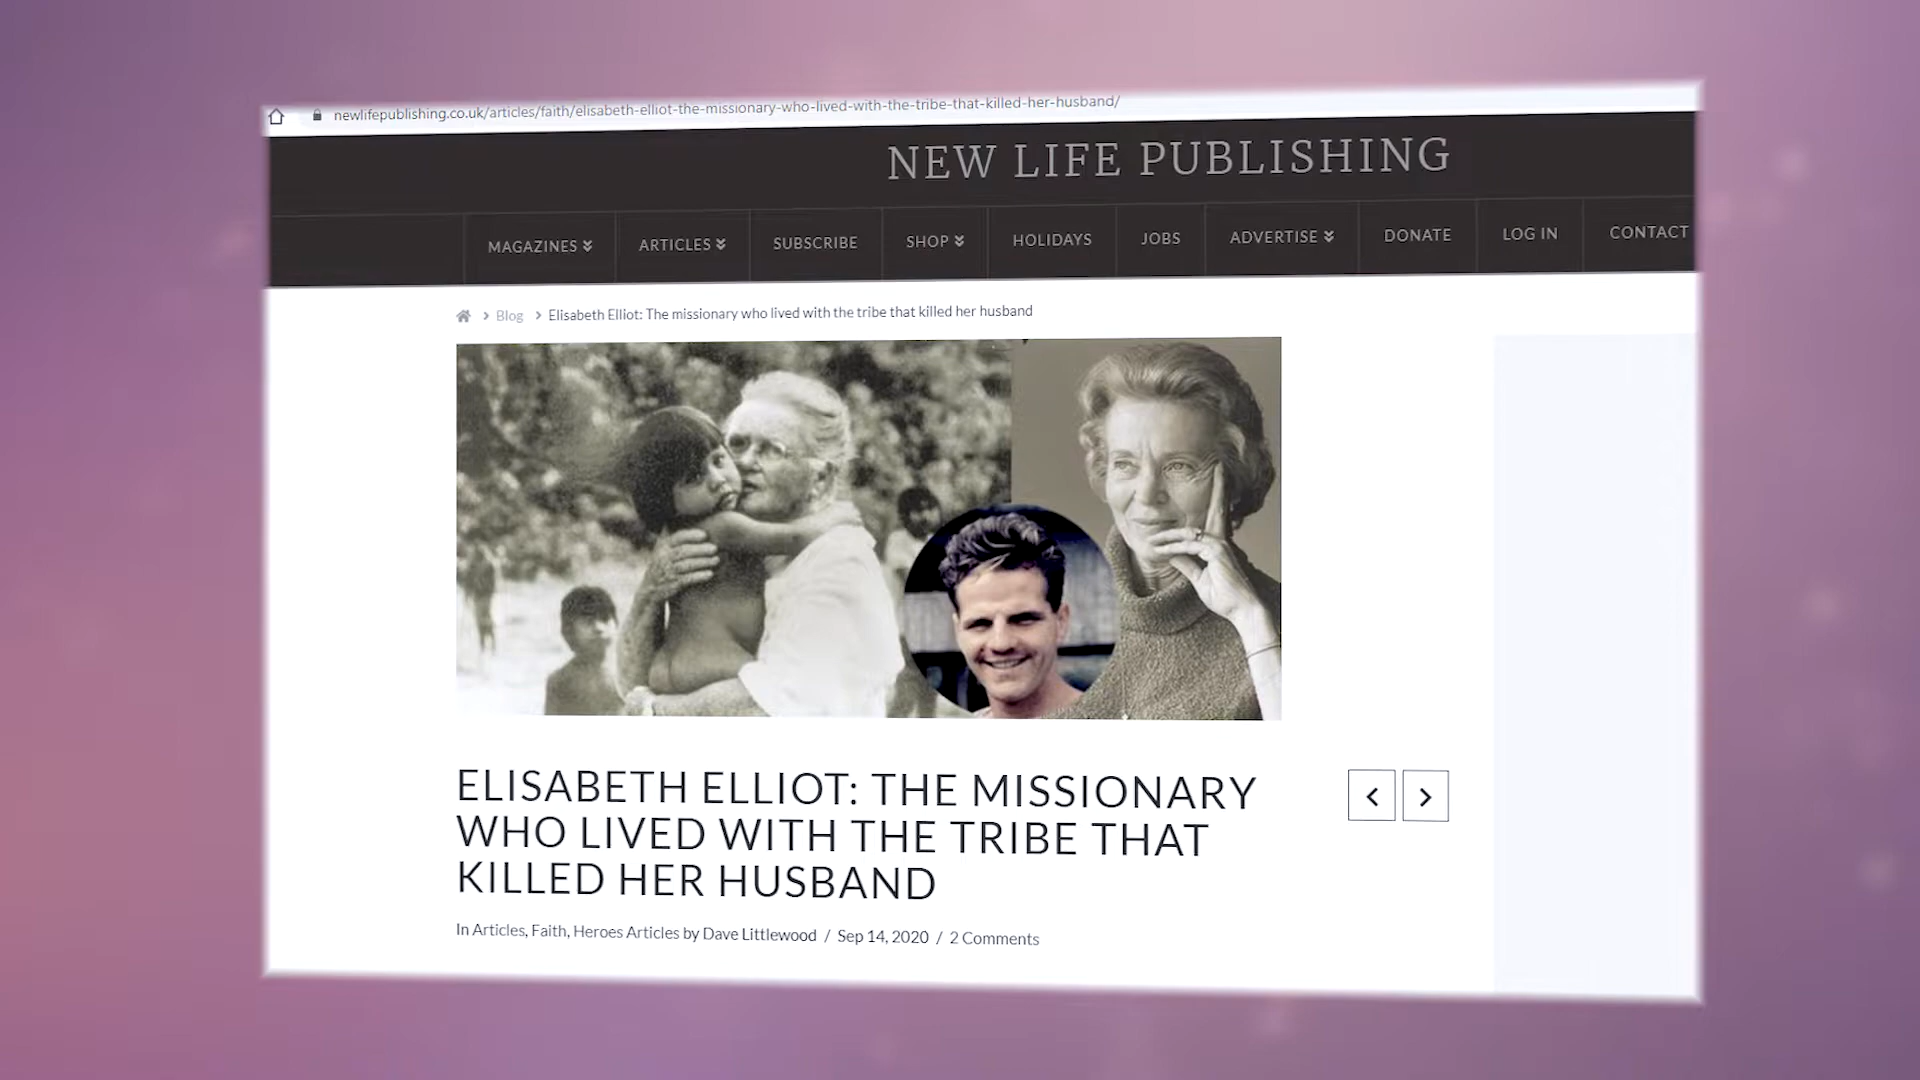 newlifepublishing.co.uk/articles/faith/elisabeth-elliot-the-missionary-who-lived-with-the-tribe-that-killed-her-husband/
NEW LIFE PUBLISHING
MAGAZINES ARTICLES SUBSCRIBE SHOP HOLIDAYS JOBS ADVERTISE DONATE LOG IN CONTACT
Blog Elisabeth Elliot: The missionary who lived with the tribe that killed her husband
ELISABETH ELLIOT: THE MISSIONARY
WHO LIVED WITH THE TRIBE THAT
KILLED HER HUSBAND
In Articles, Faith, Heroes Articles by Dave Littlewood / Sep 14, 2020 / 2 Comments